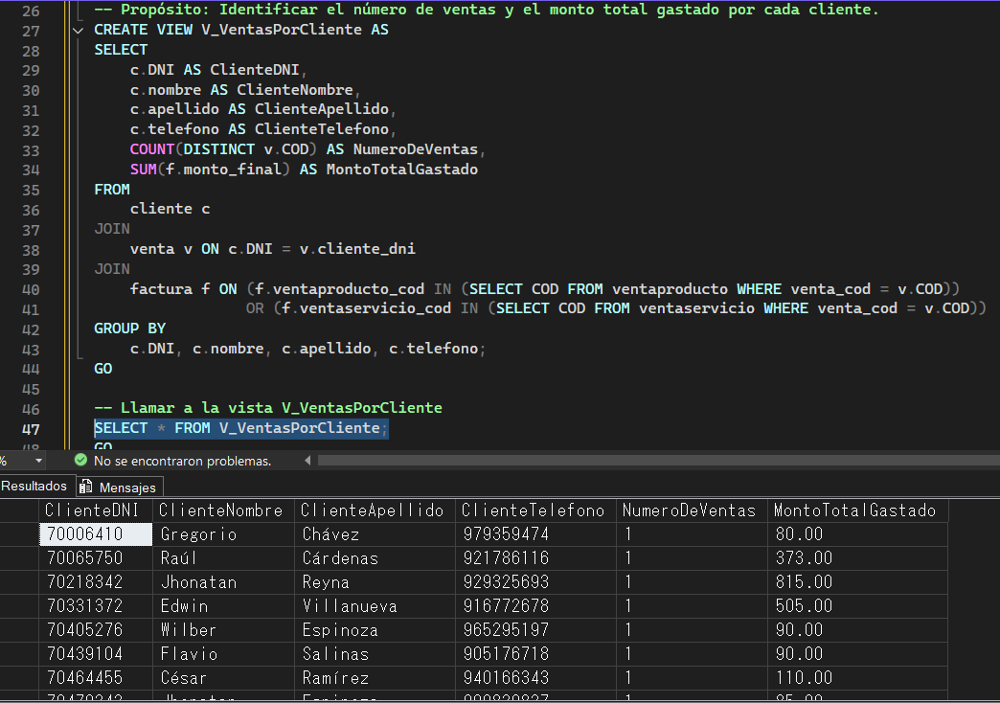 26 -- Propósito: Identificar el número de ventas y el monto total gastado por cada cliente.
27 CREATE VIEW V_VentasPorCliente AS
28 SELECT
29 c.DNI AS ClienteDNI,
30 c.nombre AS ClienteNombre,
31 c.apellido AS ClienteApellido,
32 c.telefono AS ClienteTelefono,
33 COUNT(DISTINCT v.COD) AS NumeroDeVentas,
34 SUM(f.monto_final) AS MontoTotalGastado
35 FROM
36 cliente c
37 JOIN
38 venta v ON c.DNI = v.cliente_dni
39 JOIN
40 factura f ON (f.ventaproducto_cod IN (SELECT COD FROM ventaproducto WHERE venta_cod = v.COD))
41 OR (f.ventaservicio_cod IN (SELECT COD FROM ventaservicio WHERE venta_cod = v.COD))
42 GROUP BY
43 c.DNI, c.nombre, c.apellido, c.telefono;
44 GO
45
46 -- Llamar a la vista V_VentasPorCliente
47 SELECT * FROM V_VentasPorCliente;
48 GO
% No se encontraron problemas.
Resultados Mensajes
ClienteDNI ClienteNombre ClienteApellido ClienteTelefono NumeroDeVentas MontoTotalGastado
70006410 Gregorio Chávez 979359474 1 80.00
70065750 Raúl Cárdenas 921786116 1 373.00
70218342 Jhonatan Reyna 929325693 1 815.00
70331372 Edwin Villanueva 916772678 1 505.00
70405276 Wilber Espinoza 965295197 1 90.00
70439104 Flavio Salinas 905176718 1 90.00
70464455 César Ramírez 940166343 1 110.00
Jhonatan Espinoza 1 85.00